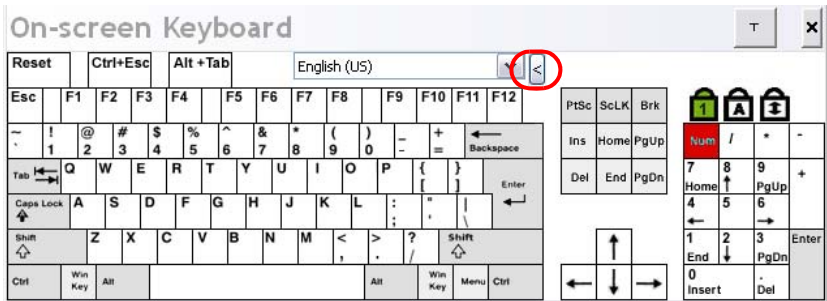 On-screen Keyboard T ×
Reset Ctrl+Esc Alt +Tab English (US) <
Esc F1 F2 F3 F4 F5 F6 F7 F8 F9 F10 F11 F12 PtSc ScLK Brk 1 A
~ ` ! 1 @ 2 # 3 $ 4 % 5 ^ 6 & 7 * 8 ( 9 ) 0 _ - + = Backspace Ins Home PgUp Num / * -
Tab Q W E R T Y U I O P { [ } ] Enter Del End PgDn 7 Home 8 9 PgUp +
Caps Lock A S D F G H J K L : ; " ' | \ 4 5 6
Shift Z X C V B N M < , > . ? / Shift 1 End 2 3 PgDn Enter
Ctrl Win Key Alt Alt Win Key Menu Ctrl 0 Insert . Del